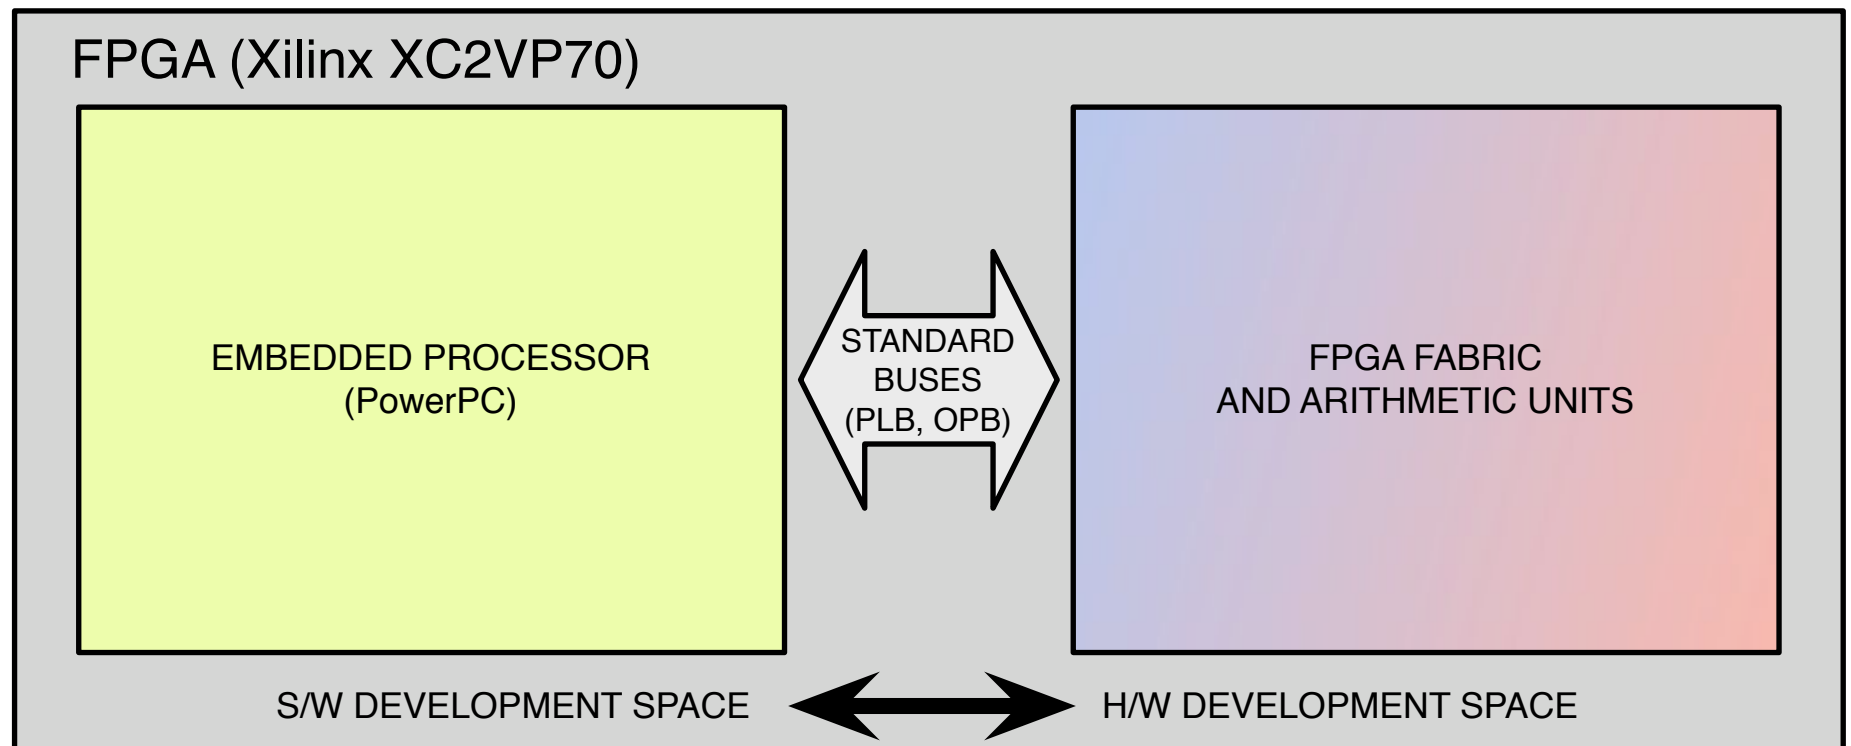 FPGA (Xilinx XC2VP70)
EMBEDDED PROCESSOR
(PowerPC)
STANDARD
BUSES
(PLB, OPB)
FPGA FABRIC
AND ARITHMETIC UNITS
S/W DEVELOPMENT SPACE
H/W DEVELOPMENT SPACE